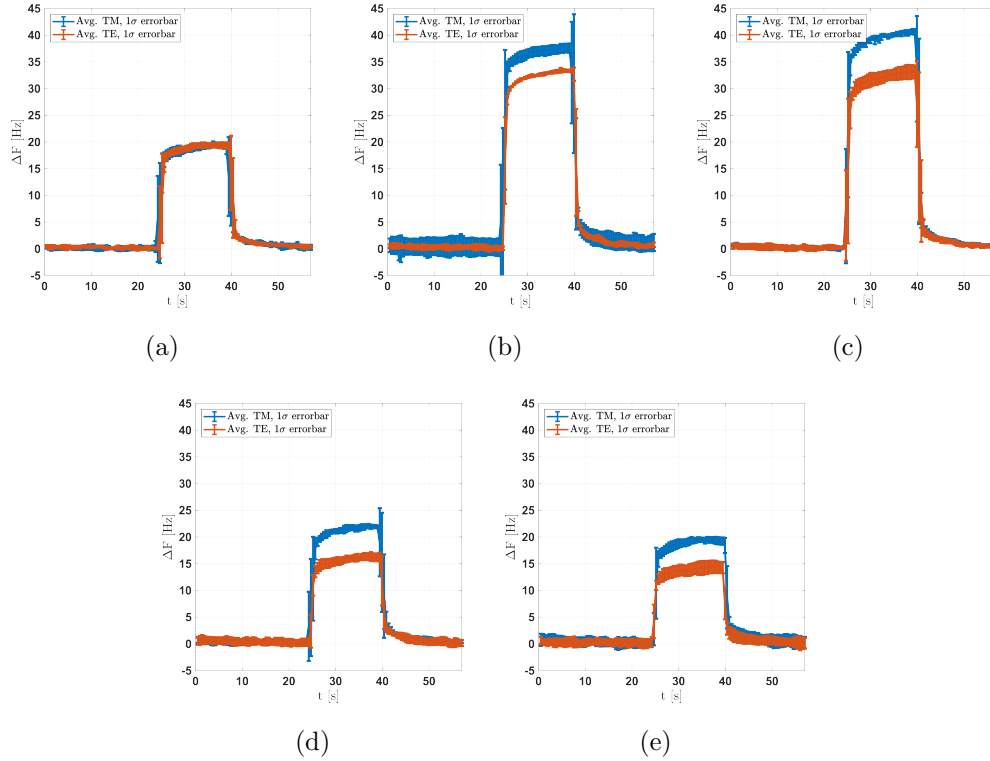 45
40
35
30
25
20
15
10
5
0
-5
ΔF [Hz]
Avg. TM, 1σ errorbar
Avg. TE, 1σ errorbar
0 10 20 30 40 50
t [s]
(a)
45
40
35
30
25
20
15
10
5
0
-5
ΔF [Hz]
Avg. TM, 1σ errorbar
Avg. TE, 1σ errorbar
0 10 20 30 40 50
t [s]
(b)
45
40
35
30
25
20
15
10
5
0
-5
ΔF [Hz]
Avg. TM, 1σ errorbar
Avg. TE, 1σ errorbar
0 10 20 30 40 50
t [s]
(c)
45
40
35
30
25
20
15
10
5
0
-5
ΔF [Hz]
Avg. TM, 1σ errorbar
Avg. TE, 1σ errorbar
0 10 20 30 40 50
t [s]
(d)
45
40
35
30
25
20
15
10
5
0
-5
ΔF [Hz]
Avg. TM, 1σ errorbar
Avg. TE, 1σ errorbar
0 10 20 30 40 50
t [s]
(e)